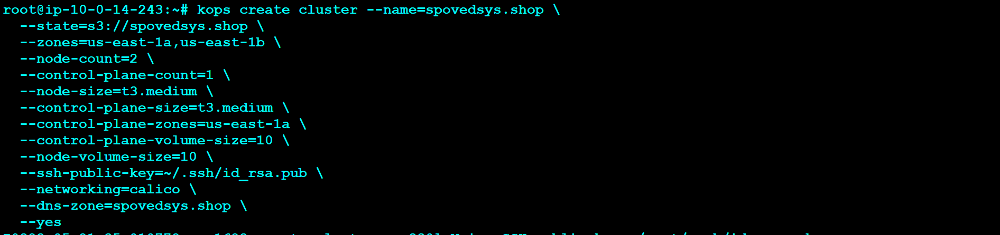 root@ip-10-0-14-243:~# kops create cluster --name=spovedsys.shop \
--state=s3://spovedsys.shop \
--zones=us-east-1a,us-east-1b \
--node-count=2 \
--control-plane-count=1 \
--node-size=t3.medium \
--control-plane-size=t3.medium \
--control-plane-zones=us-east-1a \
--control-plane-volume-size=10 \
--node-volume-size=10 \
--ssh-public-key=~/.ssh/id_rsa.pub \
--networking=calico \
--dns-zone=spovedsys.shop \
--yes